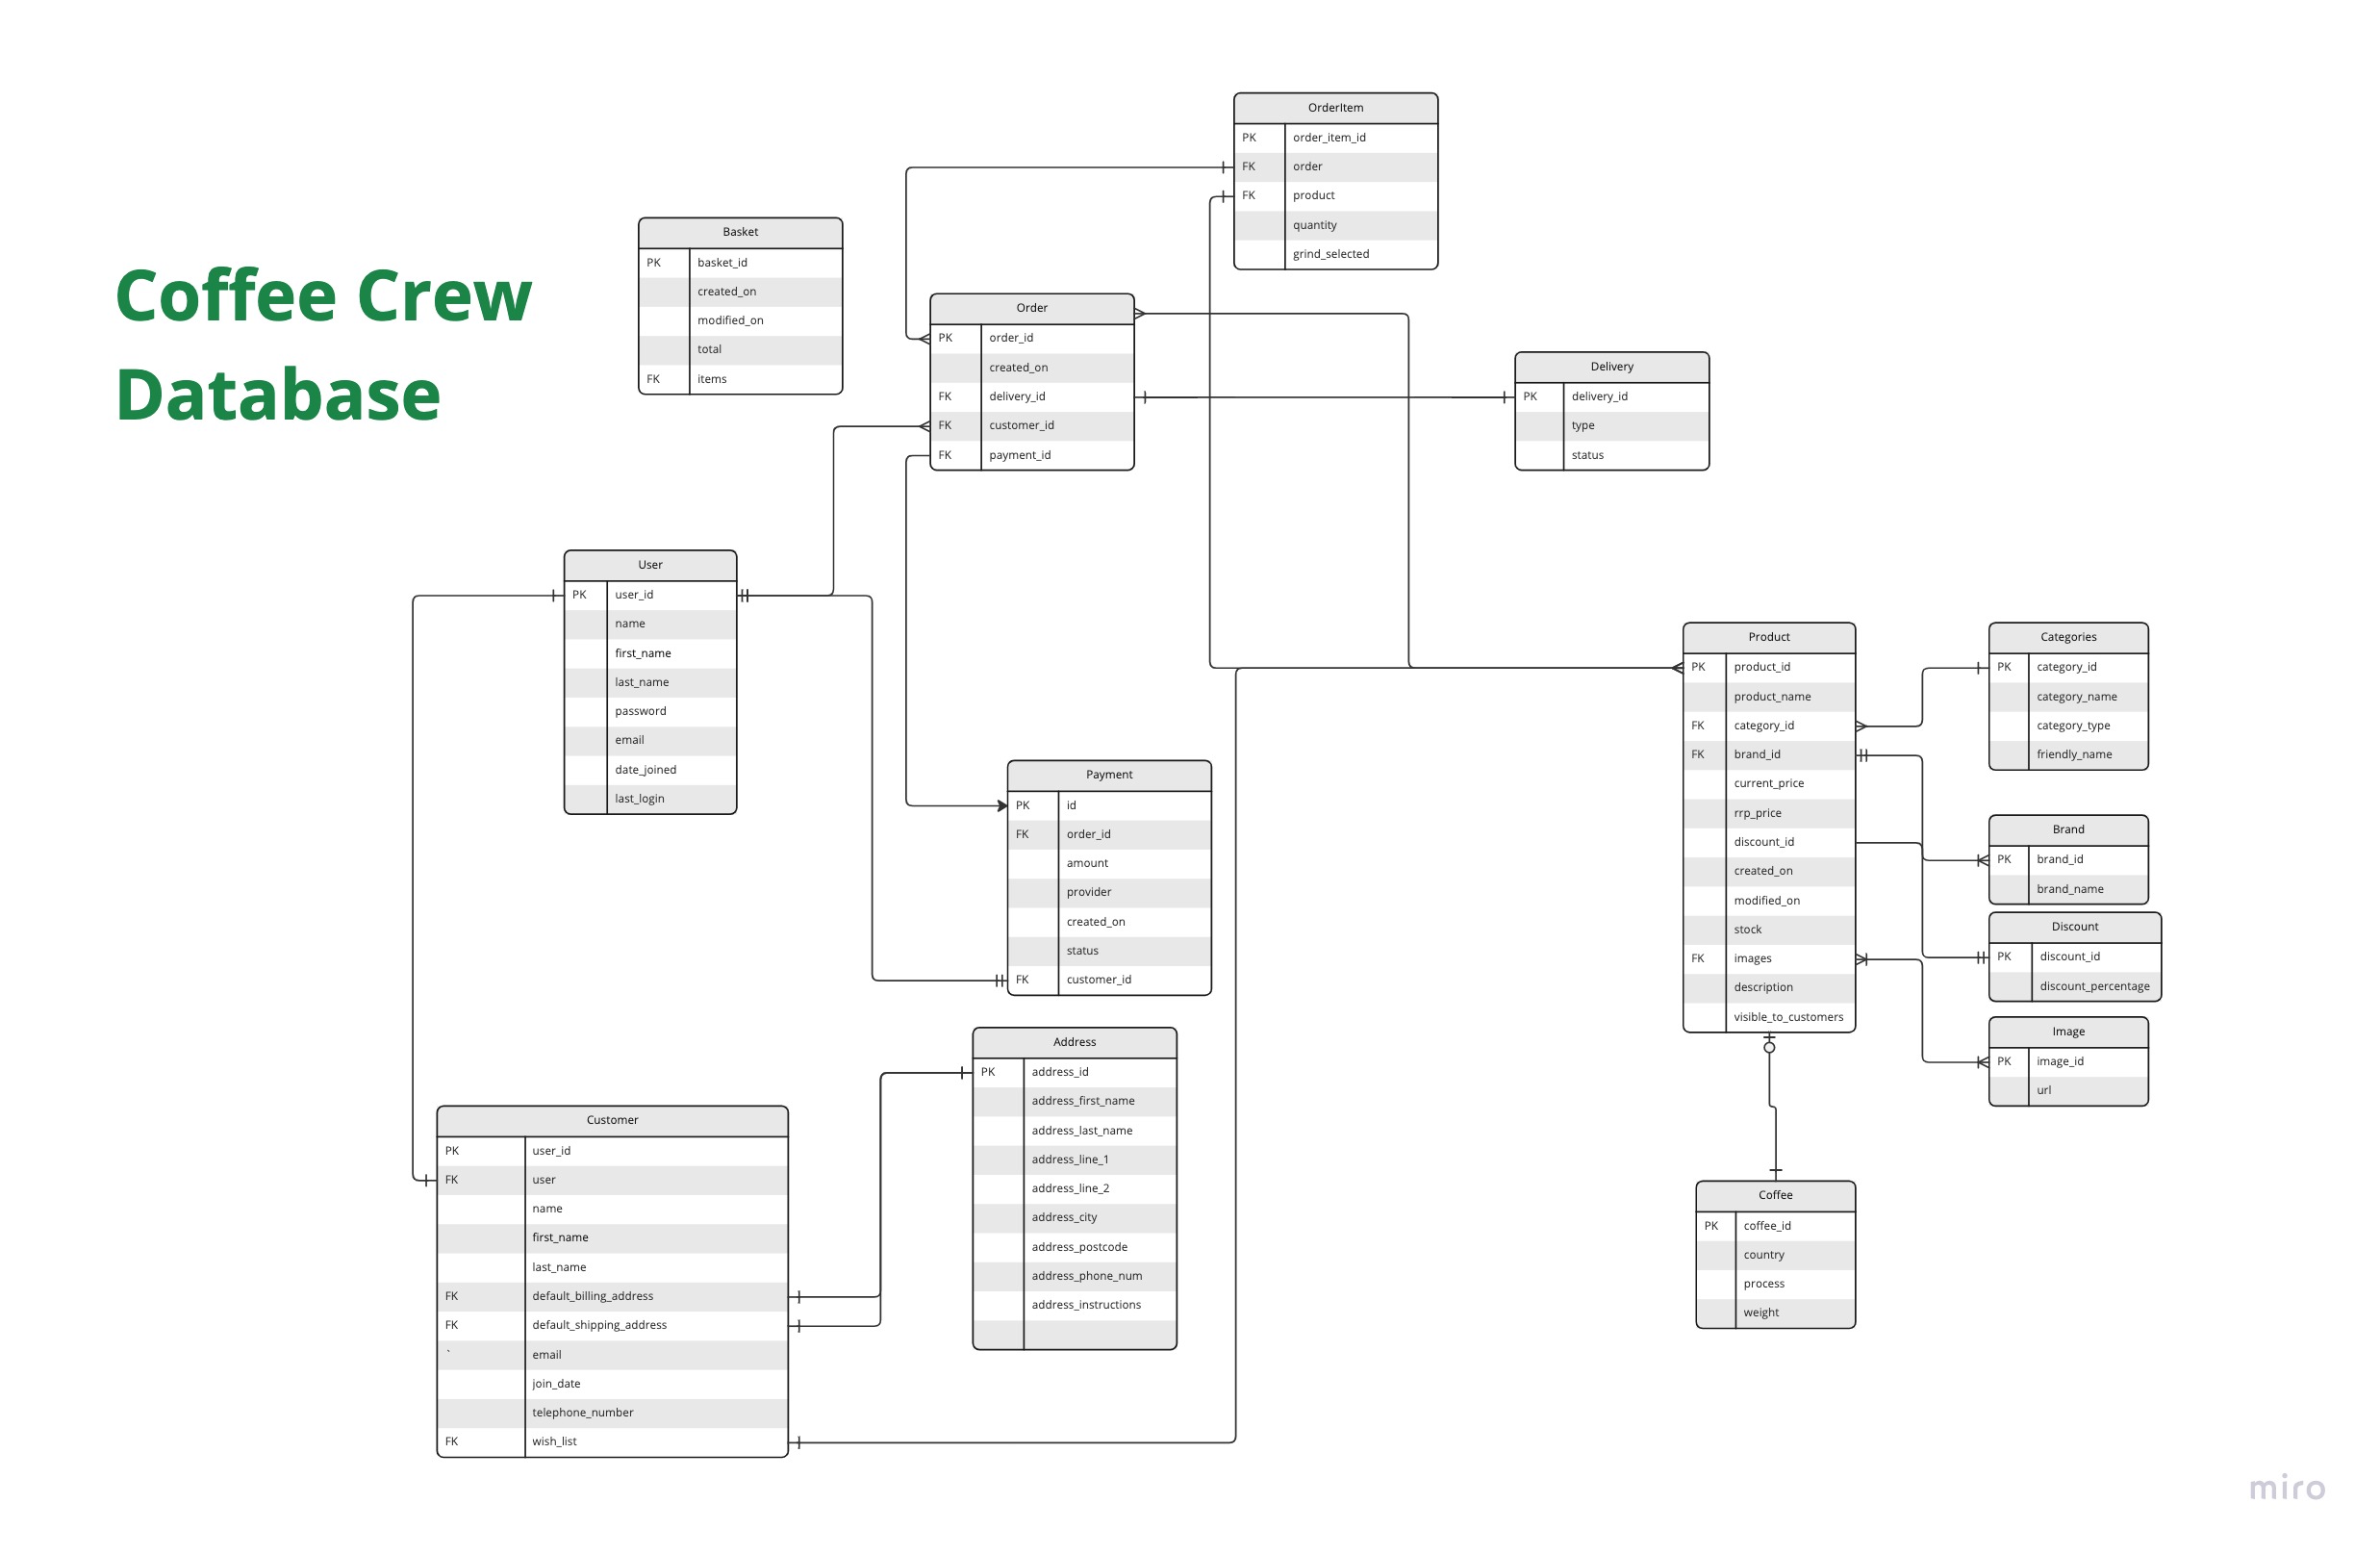 Coffee Crew
Database
OrderItem
PK order_item_id
FK order
FK product
quantity
grind_selected
Basket
PK basket_id
created_on
modified_on
total
FK items
Order
PK order_id
created_on
FK delivery_id
FK customer_id
FK payment_id
Delivery
PK delivery_id
type
status
User
PK user_id
name
first_name
last_name
password
email
date_joined
last_login
Product
PK product_id
product_name
FK category_id
FK brand_id
current_price
rrp_price
discount_id
created_on
modified_on
stock
FK images
description
visible_to_customers
Categories
PK category_id
category_name
category_type
friendly_name
Brand
PK brand_id
brand_name
Discount
PK discount_id
discount_percentage
Image
PK image_id
url
Payment
PK id
FK order_id
amount
provider
created_on
status
FK customer_id
Address
PK address_id
address_first_name
address_last_name
address_line_1
address_line_2
address_city
address_postcode
address_phone_num
address_instructions
Customer
PK user_id
FK user
name
first_name
last_name
FK default_billing_address
FK default_shipping_address
` email
join_date
telephone_number
FK wish_list
Coffee
PK coffee_id
country
process
weight
miro